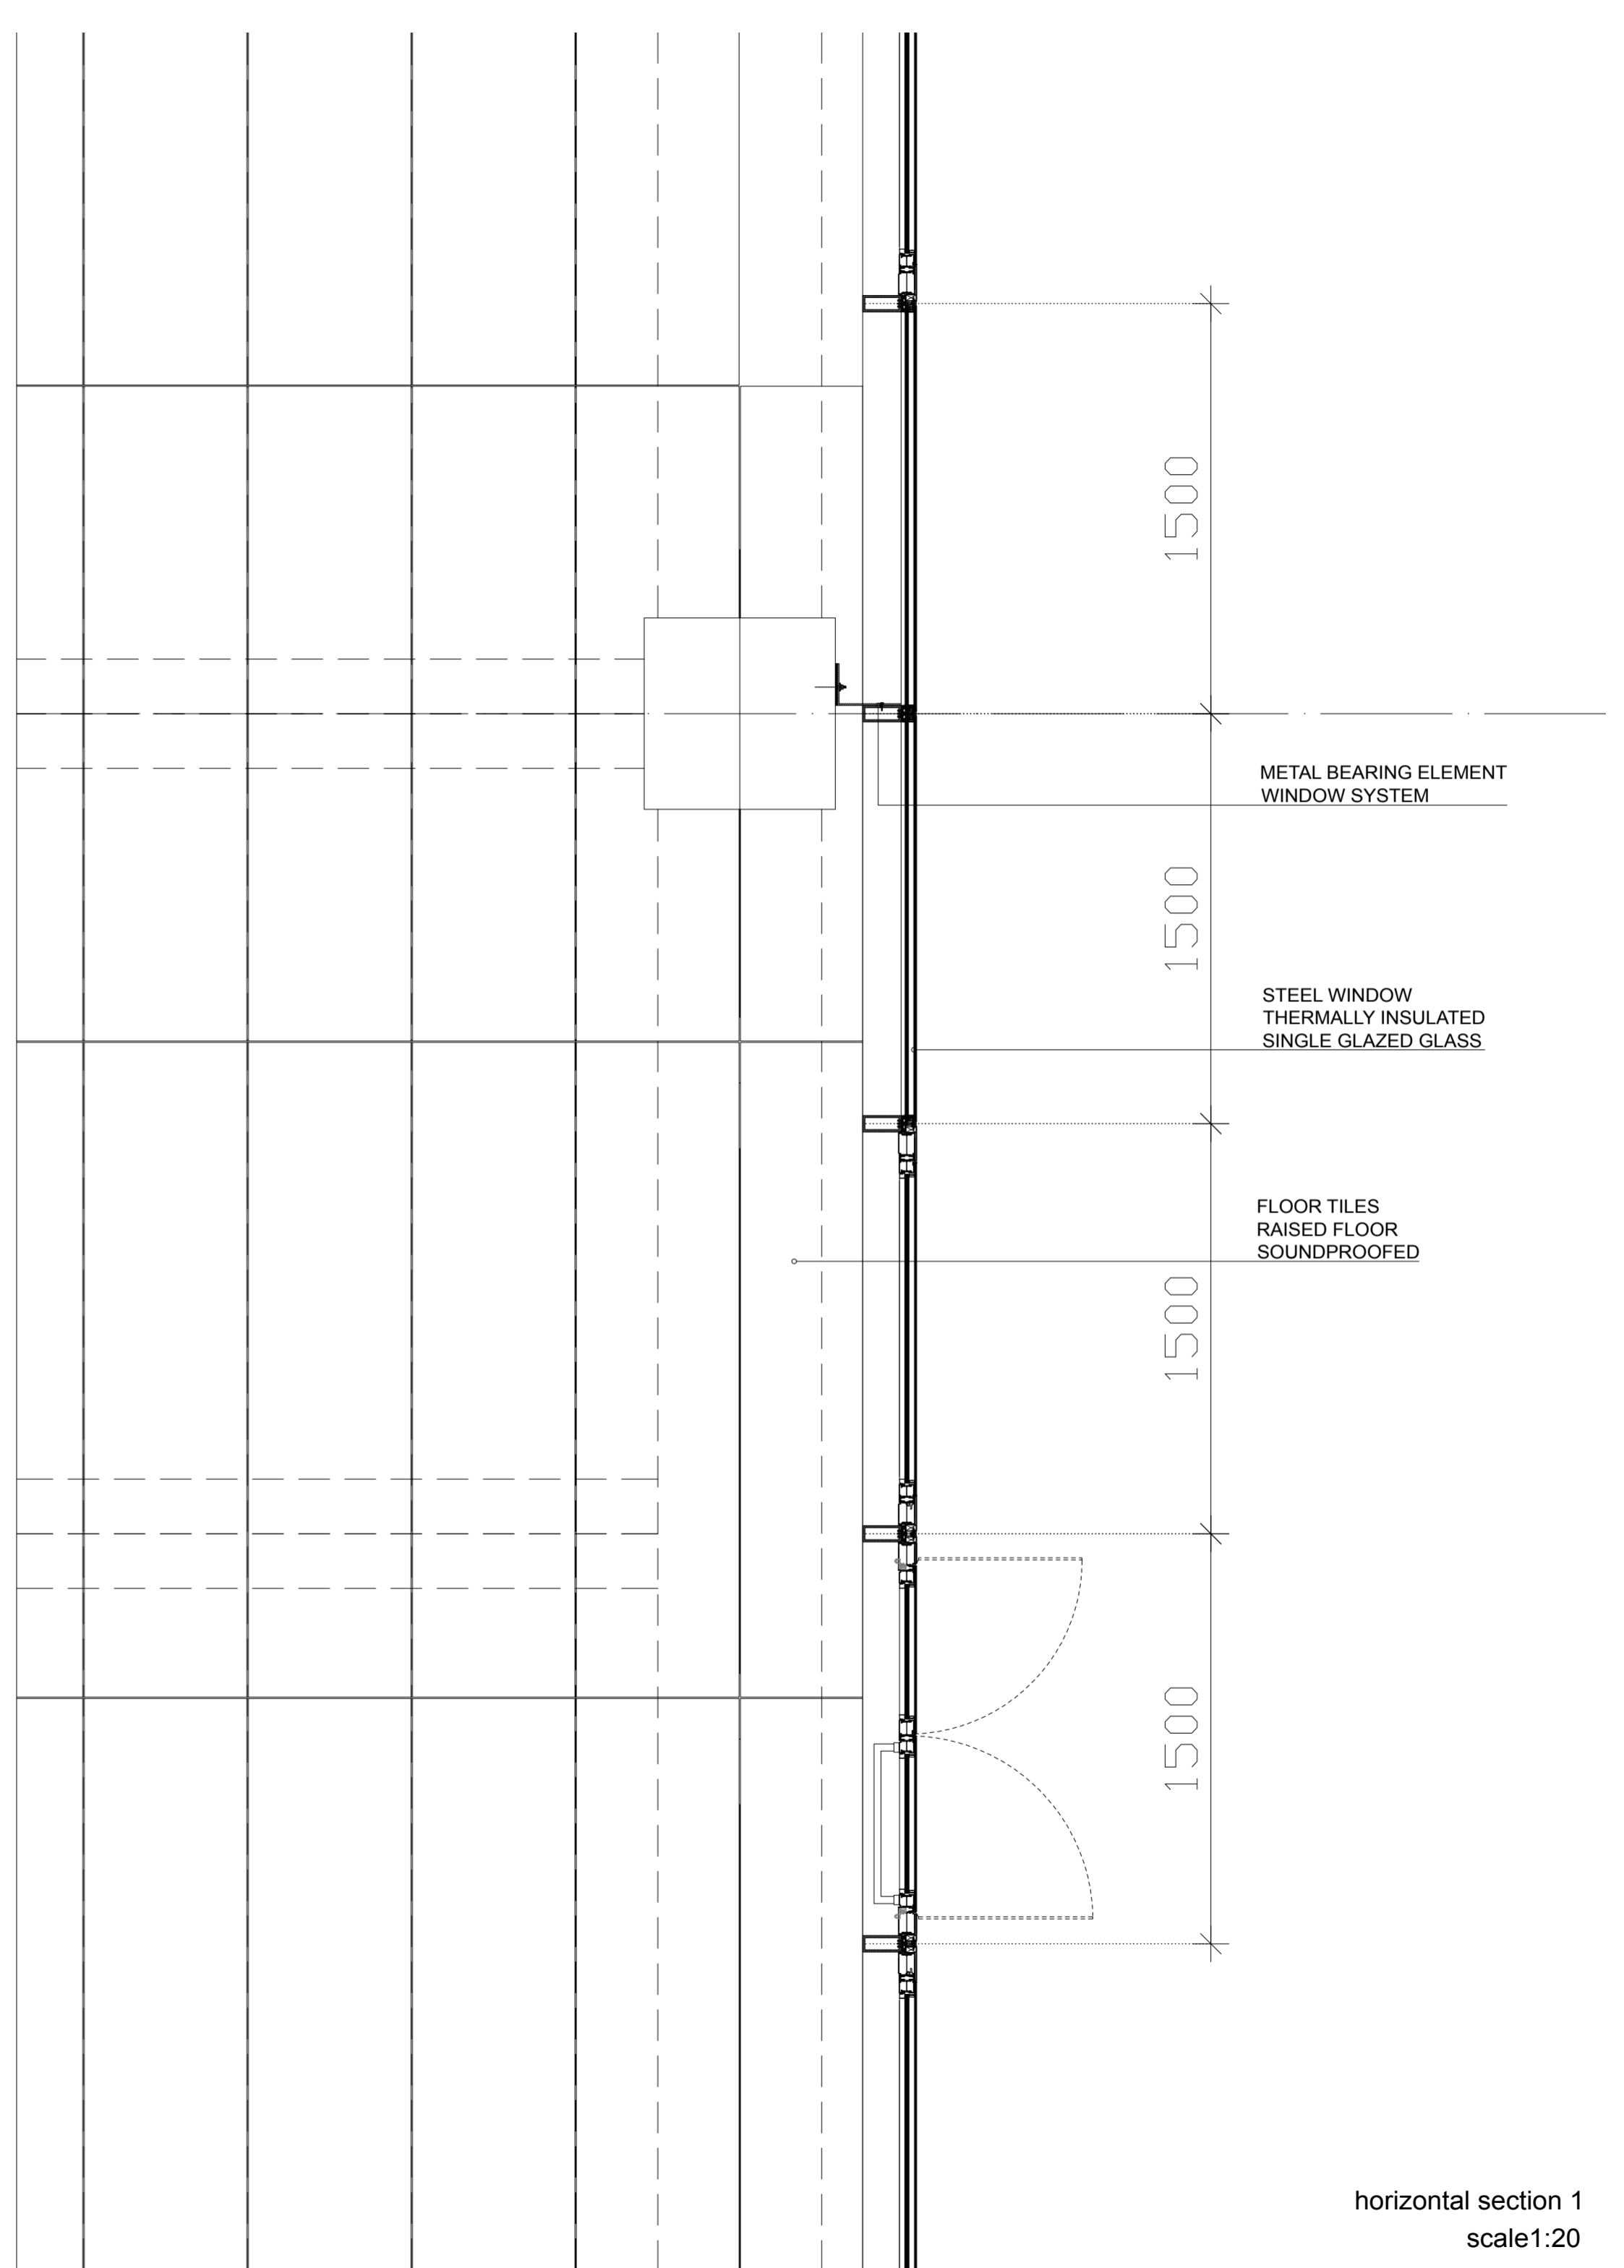 1500
METAL BEARING ELEMENT
WINDOW SYSTEM
1500
STEEL WINDOW
THERMALLY INSULATED
SINGLE GLAZED GLASS
FLOOR TILES
RAISED FLOOR
SOUNDPROOFED
1500
1500
horizontal section 1
scale1:20